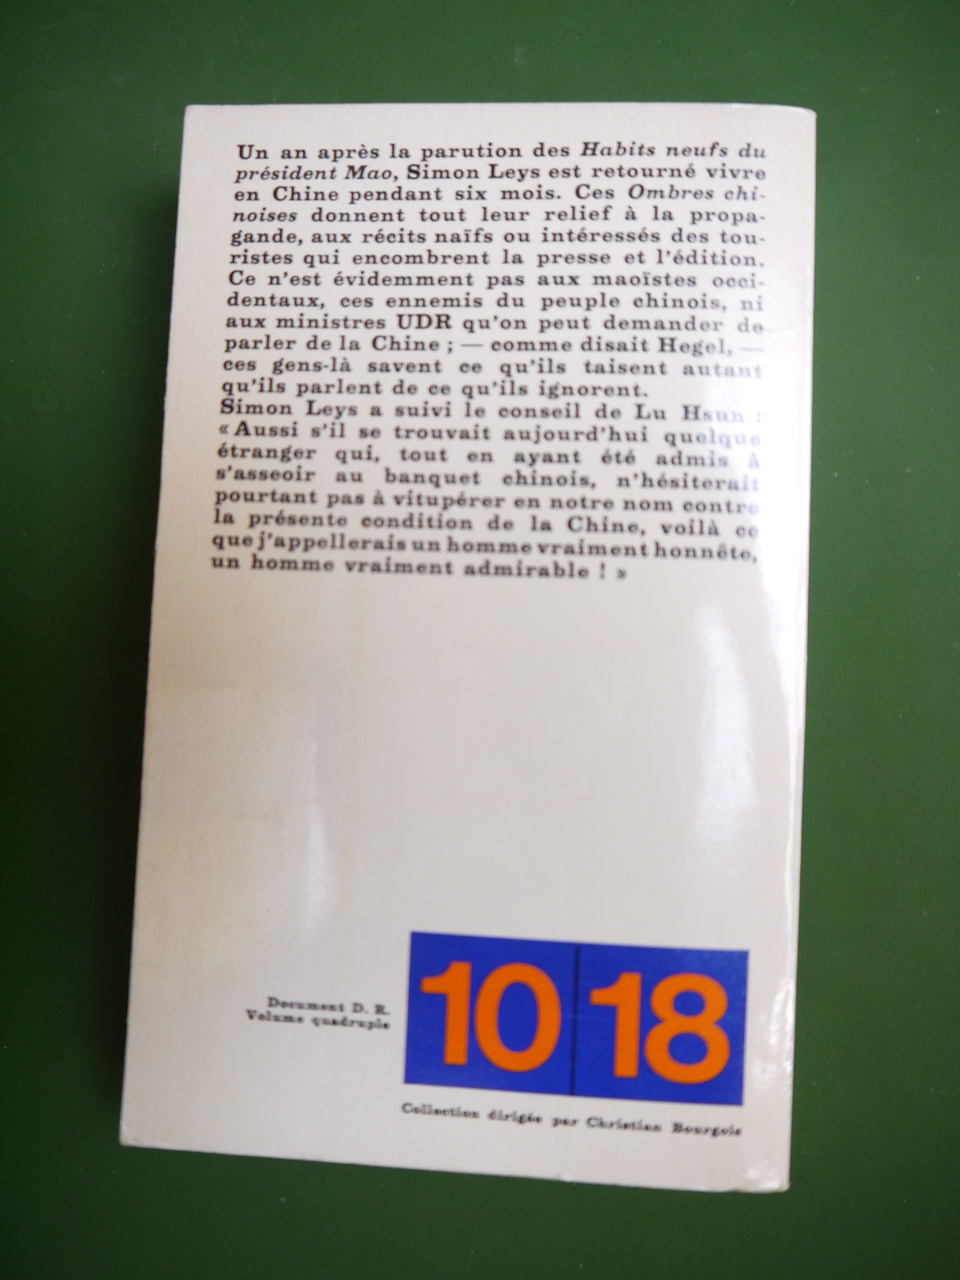 Un an après la parution des Habits neufs du
président Mao, Simon Leys est retourné vivre
en Chine pendant six mois. Ces Ombres chi-
noises donnent tout leur relief à la propa-
gande, aux récits naïfs ou intéressés des tou-
ristes qui encombrent la presse et l'édition.
Ce n'est évidemment pas aux maoïstes occi-
dentaux, ces ennemis du peuple chinois, ni
aux ministres UDR qu'on peut demander de
parler de la Chine ; — comme disait Hegel, —
ces gens-là savent ce qu'ils taisent autant
qu'ils parlent de ce qu'ils ignorent.
Simon Leys a suivi le conseil de Lu Hsun :
« Aussi s'il se trouvait aujourd'hui quelque
étranger qui, tout en ayant été admis à
s'asseoir au banquet chinois, n'hésiterait
pourtant pas à vitupérer en notre nom contre
la présente condition de la Chine, voilà ce
que j'appellerais un homme vraiment honnête,
un homme vraiment admirable ! »
Document D. R.
Volume quadruple
10 18
Collection dirigée par Christian Bourgois